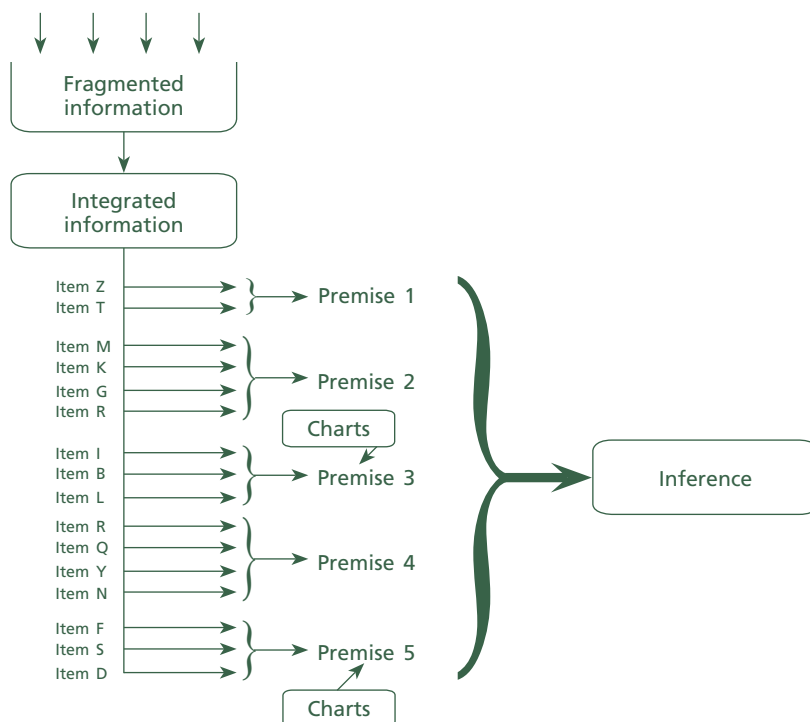 Fragmented
information
Integrated
information
Item Z
Item T
Premise 1
Item M
Item K
Item G
Item R
Premise 2
Charts
Item I
Item B
Item L
Premise 3
Inference
Item R
Item Q
Item Y
Item N
Premise 4
Item F
Item S
Item D
Premise 5
Charts